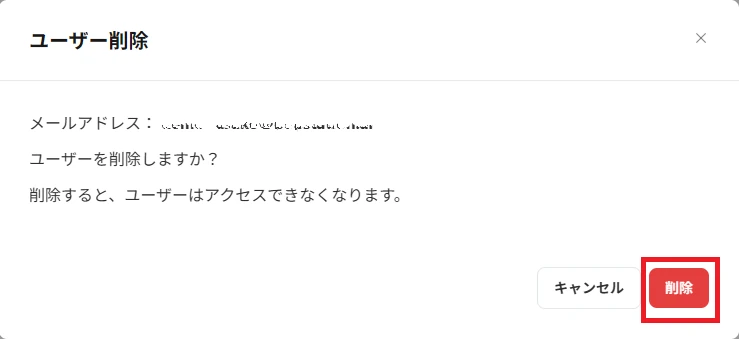 ユーザー削除
メールアドレス：
ユーザーを削除しますか？
削除すると、ユーザーはアクセスできなくなります。
キャンセル 削除